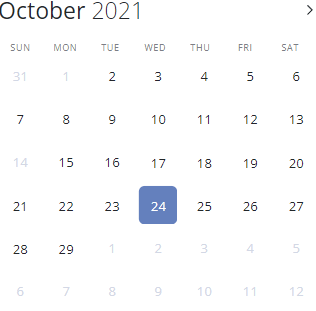 October 2021
SUN MON TUE WED THU FRI SAT
31 1 2 3 4 5 6
7 8 9 10 11 12 13
14 15 16 17 18 19 20
21 22 23 24 25 26 27
28 29 1 2 3 4 5
6 7 8 9 10 11 12